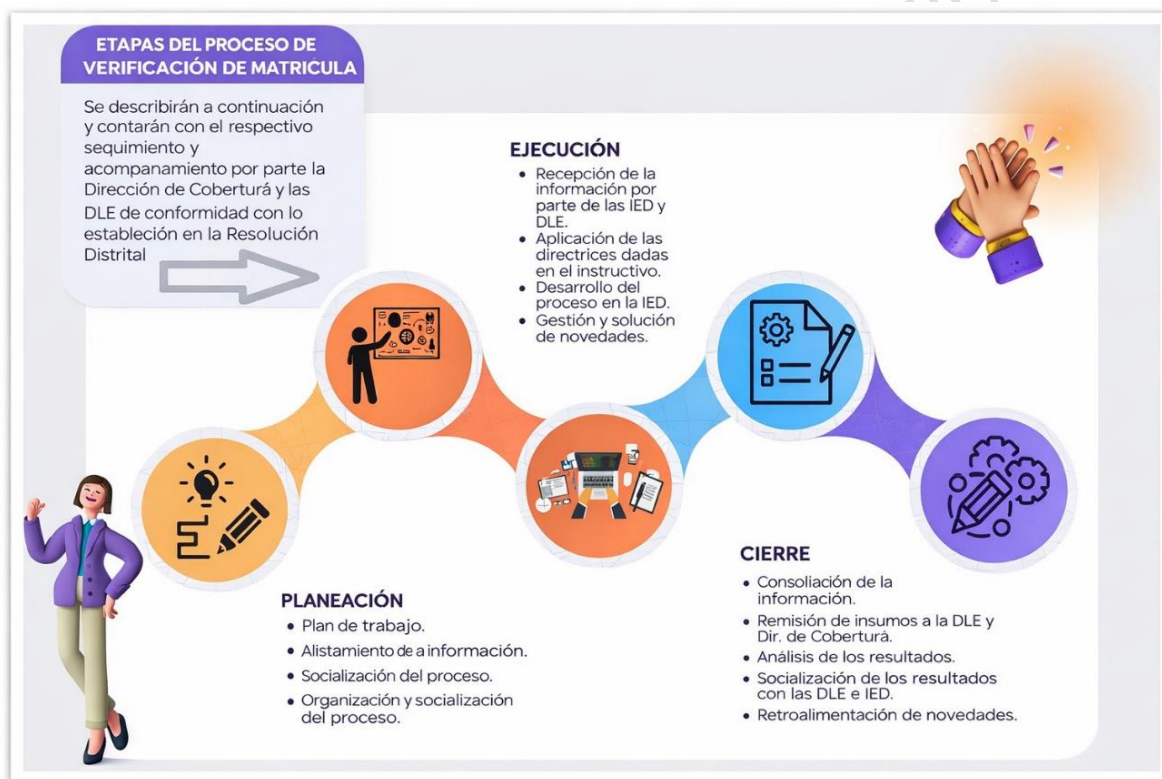 ETAPAS DEL PROCESO DE
VERIFICACIÓN DE MATRICULA
Se describirán a continuación
y contarán con el respectivo
sequimiento y
acompanamiento por parte la
Dirección de Coberturá y las
DLE de conformidad con lo
estableción en la Resolución
Distrital
EJECUCIÓN
• Recepción de la
información por
parte de las IED y
DLE.
• Aplicación de las
directrices dadas
en el instructivo.
• Desarrollo del
proceso en la IED.
• Gestión y solución
de novedades.
PLANEACIÓN
• Plan de trabajo.
• Alistamiento de a información.
• Socialización del proceso.
• Organización y socialización
del proceso.
CIERRE
• Consoliación de la
información.
• Remisión de insumos a la DLE y
Dir. de Coberturá.
• Análisis de los resultados.
• Socialización de los resultados
con las DLE e IED.
• Retroalimentación de novedades.